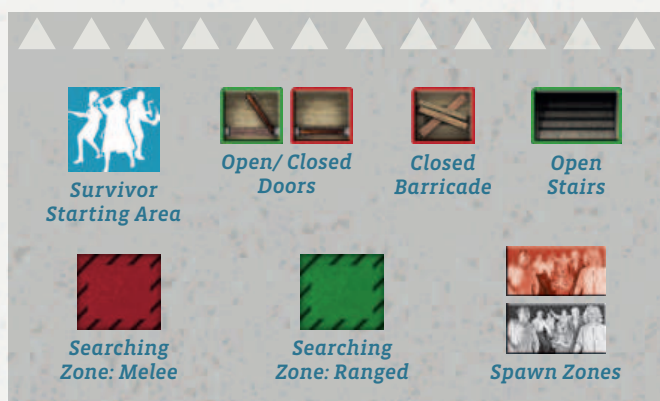 Survivor
Starting Area
Open/ Closed
Doors
Closed
Barricade
Open
Stairs
Searching
Zone: Melee
Searching
Zone: Ranged
Spawn Zones